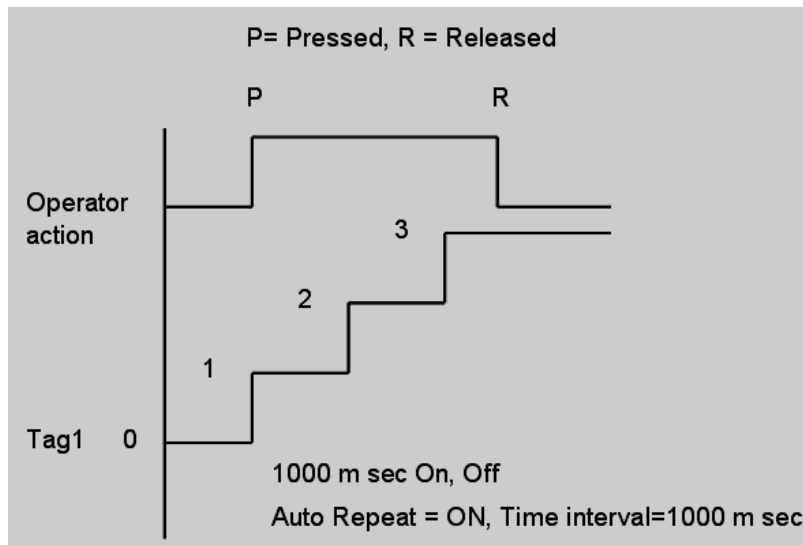 P= Pressed, R = Released
P R
Operator
action
3
2
1
Tag1 0
1000 m sec On, Off
Auto Repeat = ON, Time interval=1000 m sec